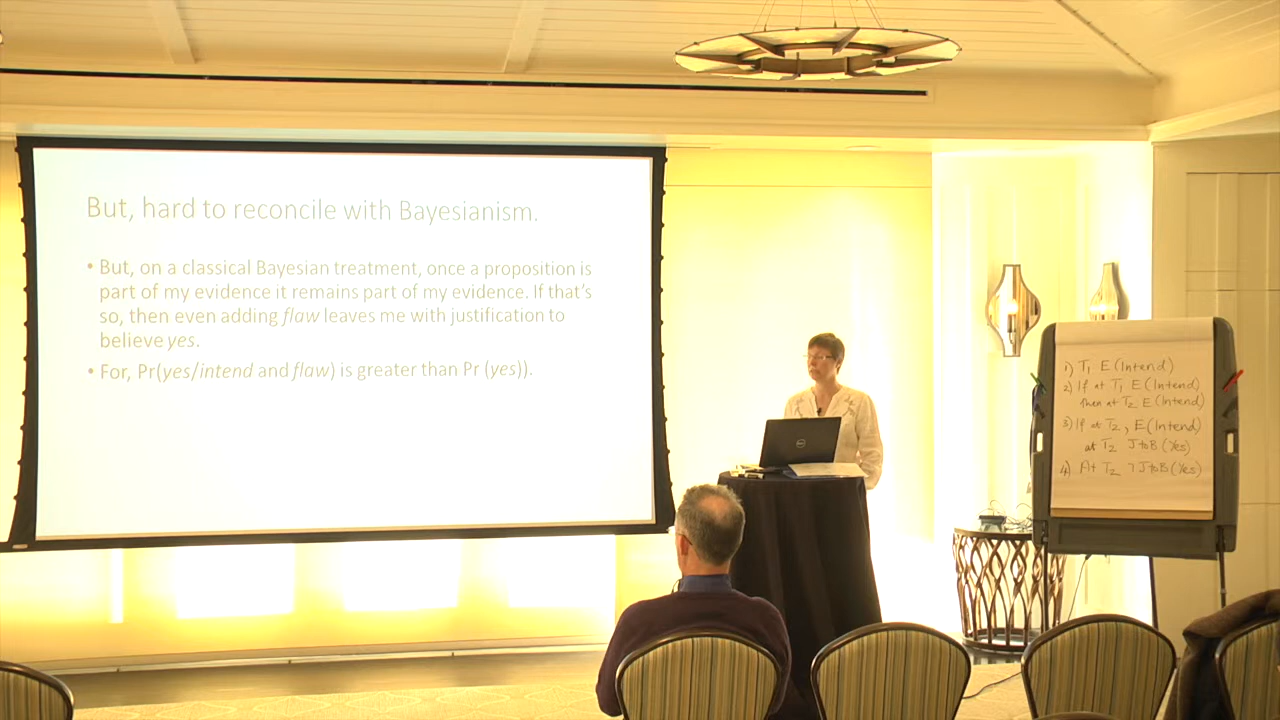 But, hard to reconcile with Bayesianism.
• But, on a classical Bayesian treatment, once a proposition is
part of my evidence it remains part of my evidence. If that's
so, then even adding flaw leaves me with justification to
believe yes.
• For, Pr(yes/intend and flaw) is greater than Pr (yes)).
DELL
1) T₁ E (Intend)
2) If at T₁ E (Intend)
then at T₂ E (Intend)
3) If at T₂, E(Intend)
at T₂ J to B (Yes)
4) At T₂ ¬J to B (Yes)